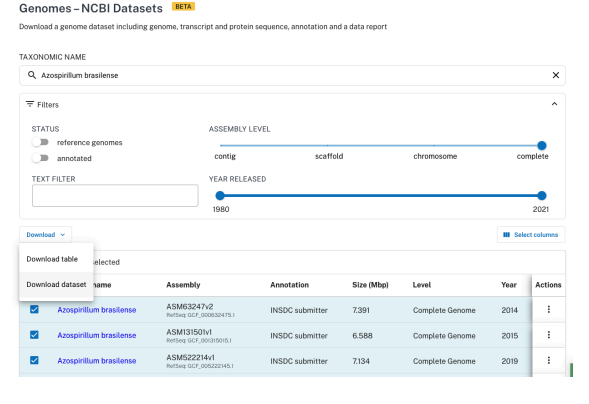 Genomes – NCBI Datasets BETA
Download a genome dataset including genome, transcript and protein sequence, annotation and a data report
TAXONOMIC NAME
Azospirillum brasilense
Filters
STATUS
reference genomes
annotated
ASSEMBLY LEVEL
contig scaffold chromosome complete
TEXT FILTER
YEAR RELEASED
1980 2021
Download
Select columns
Download table
Download dataset
selected
name Assembly Annotation Size (Mbp) Level Year Actions
Azospirillum brasilense ASM63247v2 INSDC submitter 7.391 Complete Genome 2014
RefSeq: GCF_000632475.1
Azospirillum brasilense ASM131501v1 INSDC submitter 6.588 Complete Genome 2015
RefSeq: GCF_001315015.1
Azospirillum brasilense ASM522214v1 INSDC submitter 7.134 Complete Genome 2019
RefSeq: GCF_005222145.1